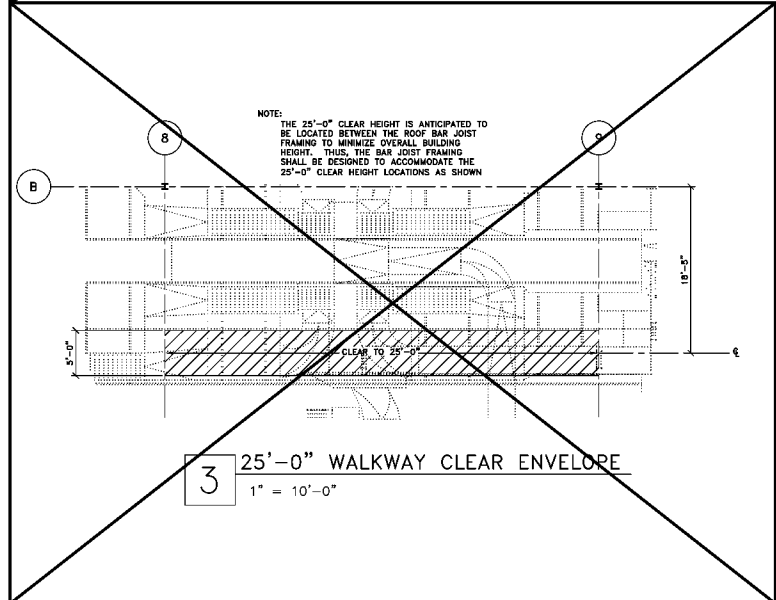 NOTE:
THE 25'-0" CLEAR HEIGHT IS ANTICIPATED TO
BE LOCATED BETWEEN THE ROOF BAR JOIST
FRAMING TO MINIMIZE OVERALL BUILDING
HEIGHT. THUS, THE BAR JOIST FRAMING
SHALL BE DESIGNED TO ACCOMMODATE THE
25'-0" CLEAR HEIGHT LOCATIONS AS SHOWN
8
9
B
18'-5"
5'-0"
CLEAR TO 25'-0"
℄
3
25'-0" WALKWAY CLEAR ENVELOPE
1" = 10'-0"